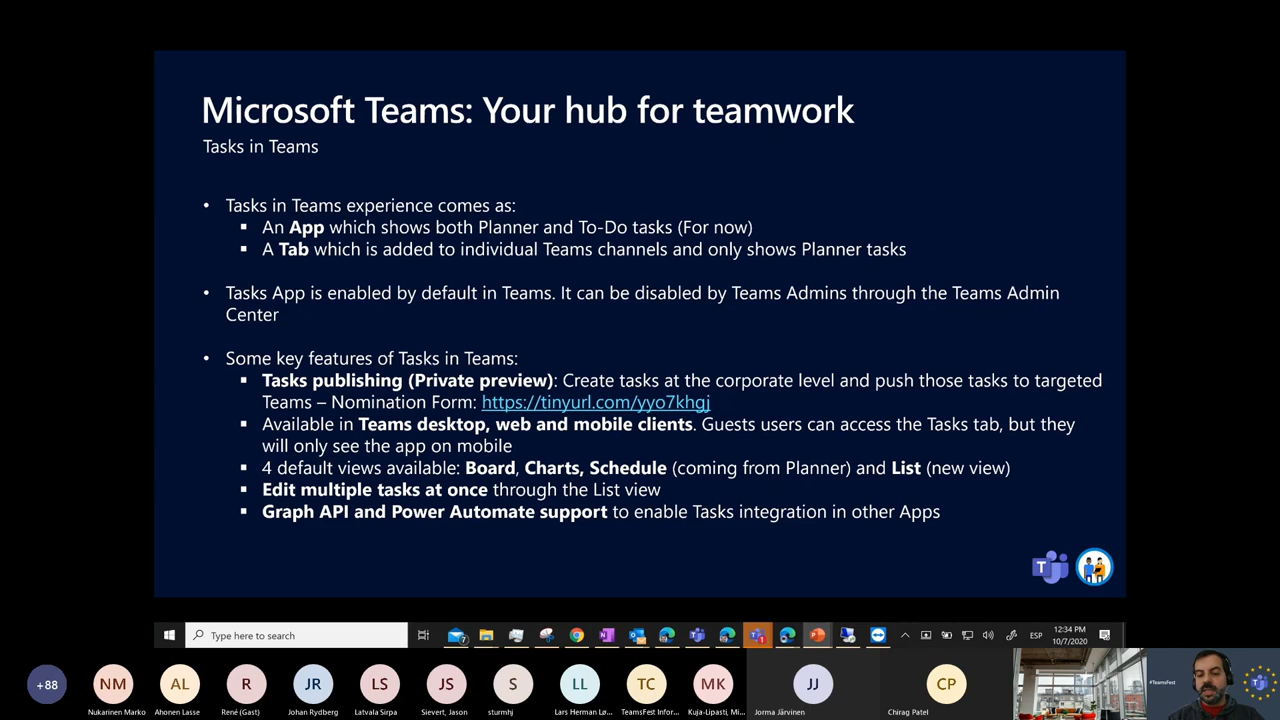 Microsoft Teams: Your hub for teamwork
Tasks in Teams
• Tasks in Teams experience comes as:
▪ An App which shows both Planner and To-Do tasks (For now)
▪ A Tab which is added to individual Teams channels and only shows Planner tasks
• Tasks App is enabled by default in Teams. It can be disabled by Teams Admins through the Teams Admin
Center
• Some key features of Tasks in Teams:
▪ Tasks publishing (Private preview): Create tasks at the corporate level and push those tasks to targeted
Teams – Nomination Form: https://tinyurl.com/yyo7khgj
▪ Available in Teams desktop, web and mobile clients. Guests users can access the Tasks tab, but they
will only see the app on mobile
▪ 4 default views available: Board, Charts, Schedule (coming from Planner) and List (new view)
▪ Edit multiple tasks at once through the List view
▪ Graph API and Power Automate support to enable Tasks integration in other Apps
T
Type here to search
ESP
12:34 PM
10/7/2020
+88
NM
AL
R
JR
LS
JS
S
LL
TC
MK
JJ
CP
#TeamsFest
Nukarinen Marko
Ahonen Lasse
René (Gast)
Johan Rydberg
Latvala Sirpa
Sievert, Jason
sturmhj
Lars Herman Lø...
TeamsFest Infor...
Kuja-Lipasti, Mi...
Jorma Järvinen
Chirag Patel